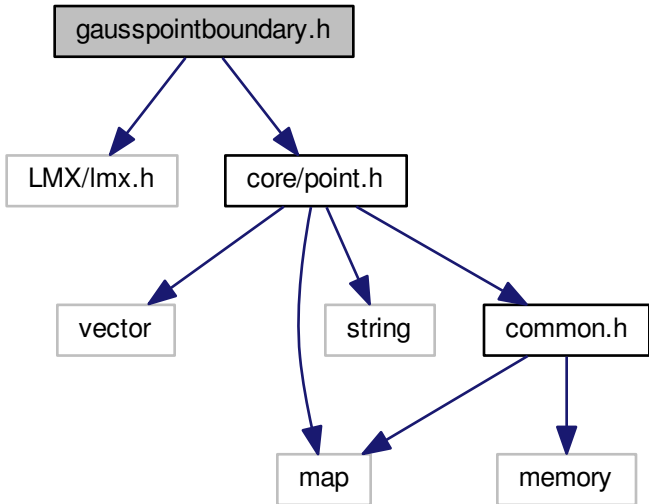 gausspointboundary.h
LMX/lmx.h
core/point.h
vector
string
common.h
map
memory